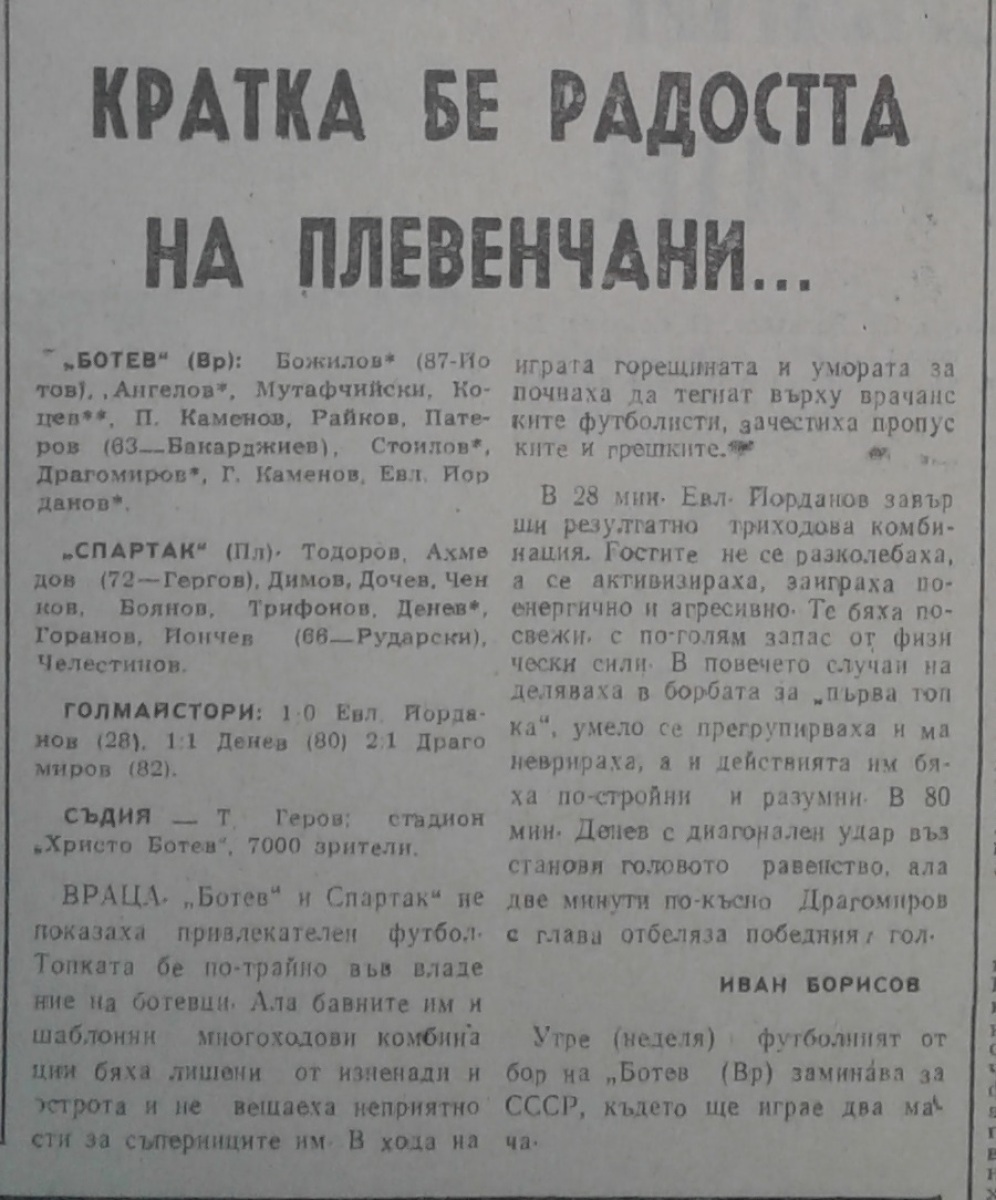 КРАТКА БЕ РАДОСТТА
НА ПЛЕВЕНЧАНИ...
„БОТЕВ“ (Вр): Божилов* (87-Йо
тов), Ангелов*, Мутафчийски, Ко-
цев**, П. Каменов, Райков, Пате-
ров (63—Бакарджиев), Стоилов*,
Драгомиров*, Г. Каменов, Евл. Йор
данов*.
„СПАРТАК“ (Пл). Тодоров, Ахме
дов (72—Гергов), Димов, Дочев, Чен
ков, Боянов, Трифонов, Денев*,
Горанов, Йончев (66—Рударски),
Челестинов.
ГОЛМАЙСТОРИ: 1:0 Евл. Йорда-
нов (28), 1:1 Денев (80) 2:1 Драго
миров (82).
СЪДИЯ — Т. Геров; стадион
„Христо Ботев“, 7000 зрители.
ВРАЦА. „Ботев“ и Спартак“ не
показаха привлекателен футбол.
Топката бе по-трайно във владе
ние на ботевци. Ала бавните им и
шаблонни многоходови комбина
ции бяха лишени от изненади и
острота и не вещаеха неприятно
сти за съперниците им. В хода на
играта горещината и умората за
почнаха да тегнат върху врачанс
ките футболисти, зачестиха пропус
ките и грешките.
В 28 мин. Евл. Йорданов завър
ши резултатно триходова комби-
нация. Гостите не се разколебаха,
а се активизираха, заиграха по-
енергично и агресивно. Те бяха по-
свежи, с по-голям запас от физи
чески сили. В повечето случаи на
деляваха в борбата за „първа топ
ка“, умело се прегрупирваха и ма
неврираха, а и действията им бя-
ха по-стройни и разумни. В 80
мин. Денев с диагонален удар въз
станови головото равенство, ала
две минути по-късно Драгомиров
с глава отбеляза победния гол.
ИВАН БОРИСОВ
Утре (неделя) футболният от
бор на „Ботев (Вр) заминава за
СССР, където ще играе два ма
ча.